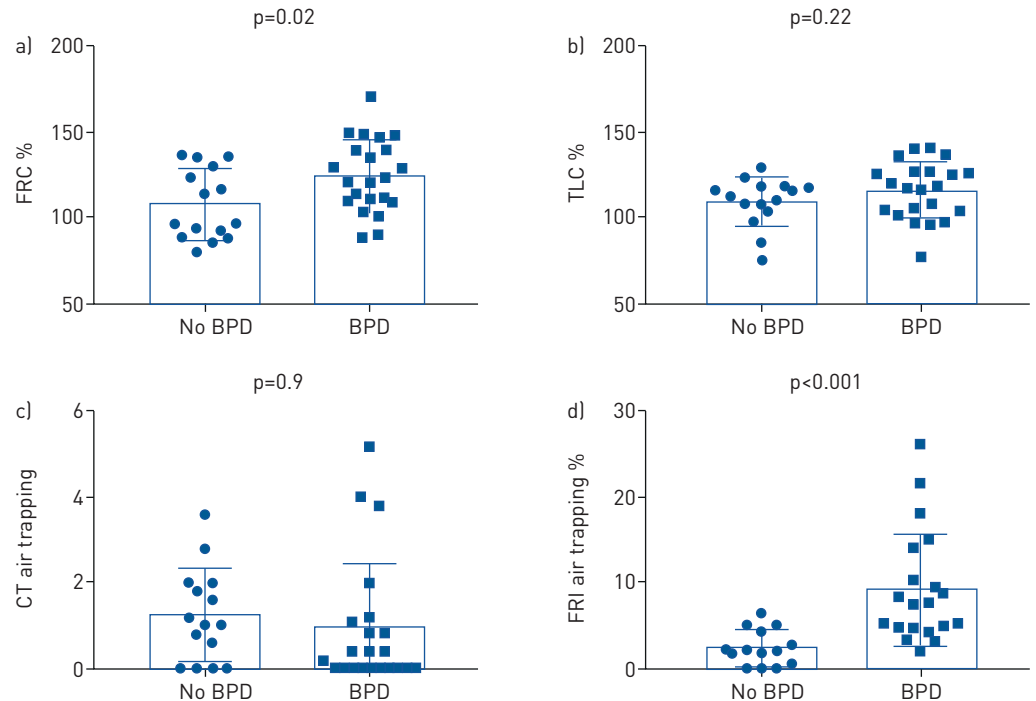 p=0.02
a)
200
150
100
50
FRC %
No BPD
BPD
p=0.22
b)
200
150
100
50
TLC %
No BPD
BPD
p=0.9
c)
6
4
2
0
CT air trapping
No BPD
BPD
p<0.001
d)
30
20
10
0
FRI air trapping %
No BPD
BPD